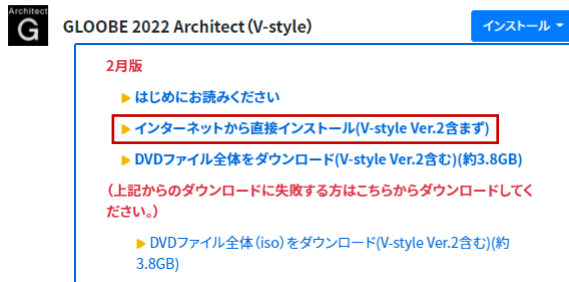 Architect
G
GLOOBE 2022 Architect(V-style)
インストール
2月版
はじめにお読みください
インターネットから直接インストール(V-style Ver.2含まず)
DVDファイル全体をダウンロード(V-style Ver.2含む)(約3.8GB)
(上記からのダウンロードに失敗する方はこちらからダウンロードしてく
ださい。)
DVDファイル全体(iso)をダウンロード(V-style Ver.2含む)(約
3.8GB)